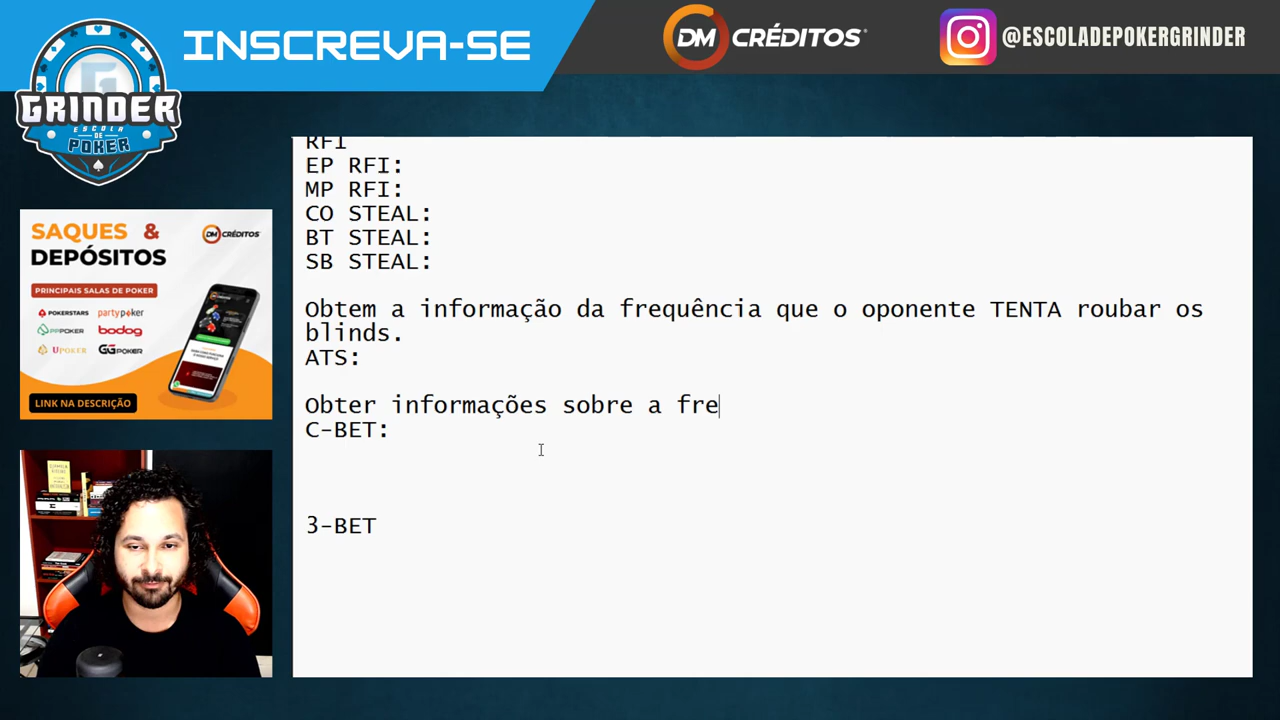 INSCREVA-SE
DM CRÉDITOS
@ESCOLADEPOKERGRINDER
GRINDER
ESCOLA
DE
POKER
SAQUES &
DEPÓSITOS
DM CRÉDITOS
PRINCIPAIS SALAS DE POKER
POKERSTARS partypoker
PPPOKER bodog
UPOKER GGPOKER
LINK NA DESCRIÇÃO
RFI
EP RFI:
MP RFI:
CO STEAL:
BT STEAL:
SB STEAL:
Obtem a informação da frequência que o oponente TENTA roubar os
blinds.
ATS:
Obter informações sobre a fre
C-BET:
3-BET